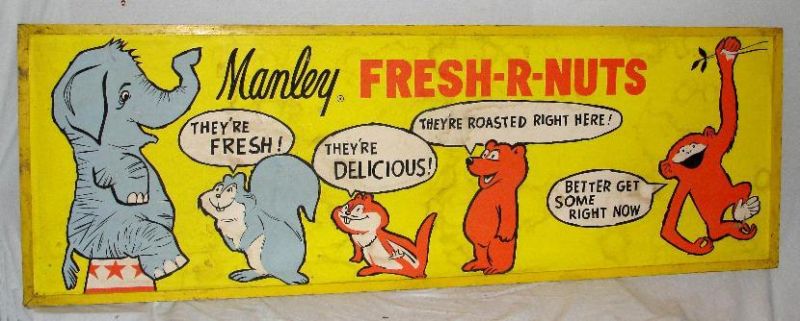 Manley® FRESH-R-NUTS
THEY'RE
FRESH!
THEY'RE
DELICIOUS!
THEY'RE ROASTED RIGHT HERE!
BETTER GET
SOME
RIGHT NOW